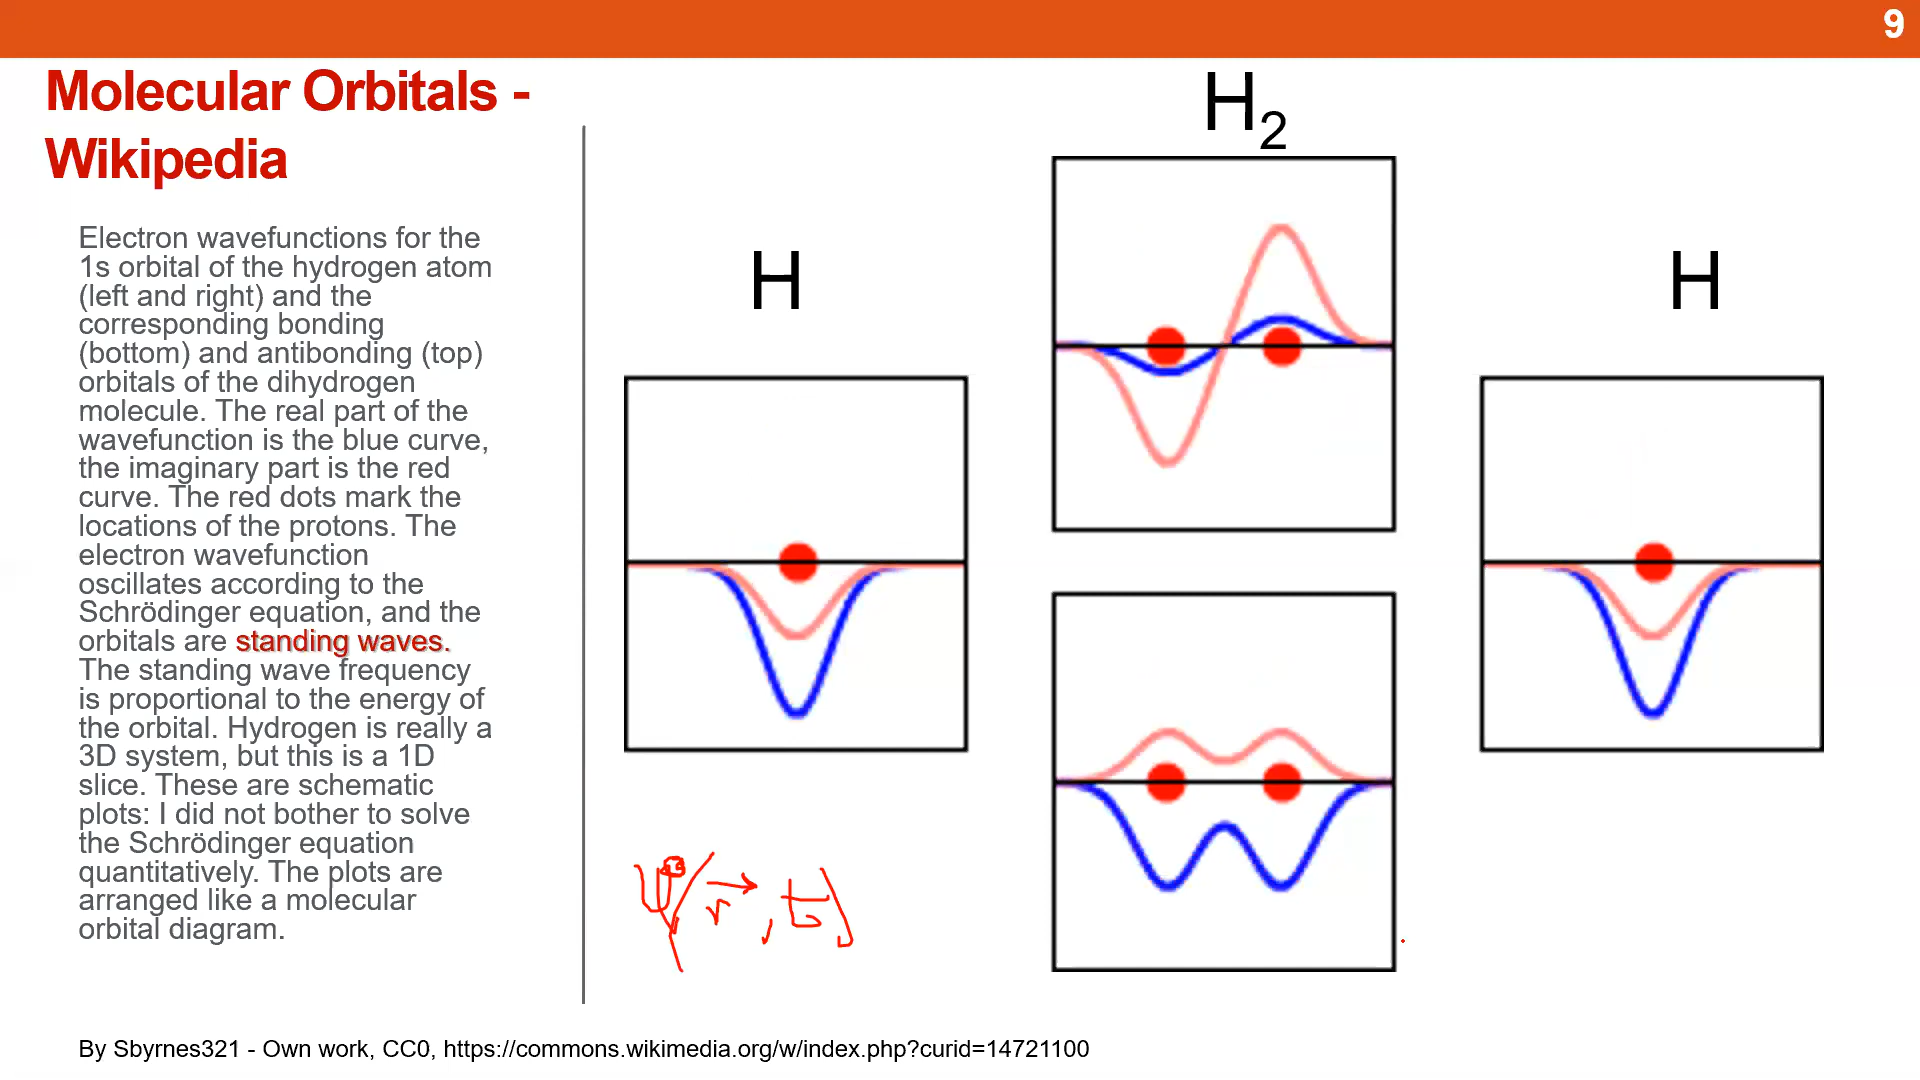 9
Molecular Orbitals -
Wikipedia
Electron wavefunctions for the
1s orbital of the hydrogen atom
(left and right) and the
corresponding bonding
(bottom) and antibonding (top)
orbitals of the dihydrogen
molecule. The real part of the
wavefunction is the blue curve,
the imaginary part is the red
curve. The red dots mark the
locations of the protons. The
electron wavefunction
oscillates according to the
Schrödinger equation, and the
orbitals are standing waves.
The standing wave frequency
is proportional to the energy of
the orbital. Hydrogen is really a
3D system, but this is a 1D
slice. These are schematic
plots: I did not bother to solve
the Schrödinger equation
quantitatively. The plots are
arranged like a molecular
orbital diagram.
H
H₂
H
By Sbyrnes321 - Own work, CC0, https://commons.wikimedia.org/w/index.php?curid=14721100